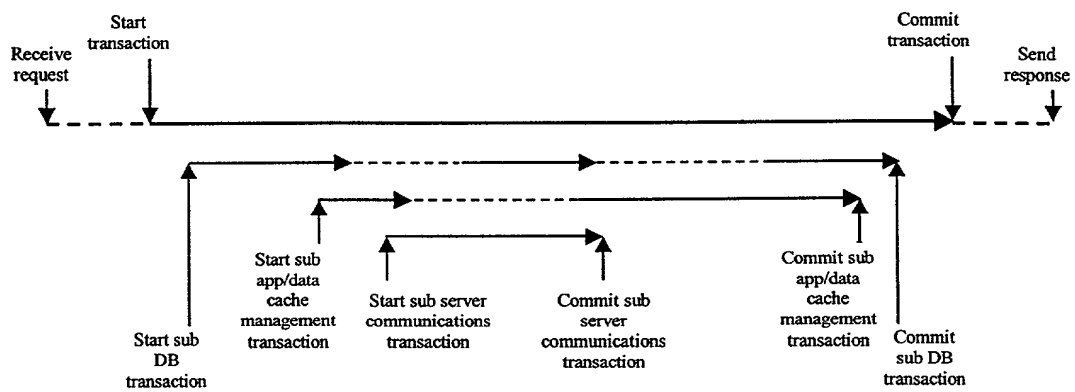 Start
transaction
Commit
transaction
Receive
request
Send
response
Start sub
app/data
cache
management
transaction
Start sub server
communications
transaction
Commit sub
server
communications
transaction
Commit sub
app/data
cache
management
transaction
Start sub
DB
transaction
Commit
sub DB
transaction